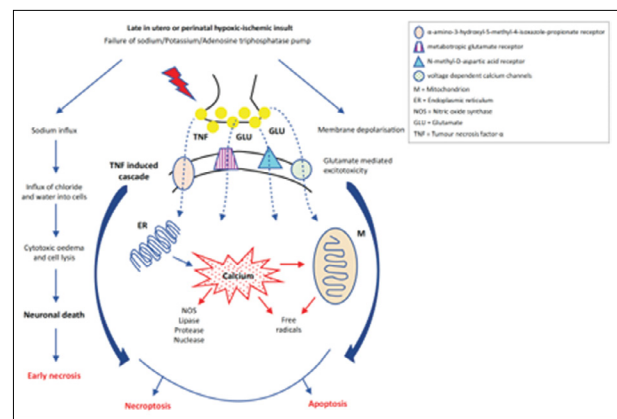 Late in utero or perinatal hypoxic-ischemic insult
Failure of sodium/Potassium/Adenosine triphosphatase pump
α-amino-3-hydroxyl-5-methyl-4-isoxazole-propionate receptor
metabotropic glutamate receptor
N-methyl-D-aspartic acid receptor
voltage dependent calcium channels
M = Mitochondrion
ER = Endoplasmic reticulum
NOS = Nitric oxide synthase
GLU = Glutamate
TNF = Tumour necrosis factor α
Sodium influx
TNF
GLU
GLU
Membrane depolarisation
TNF induced
cascade
Glutamate mediated
excitotoxicity
Influx of chloride
and water into cells
ER
M
Cytotoxic oedema
and cell lysis
Calcium
NOS
Lipase
Protease
Nuclease
Free
radicals
Neuronal death
Early necrosis
Necroptosis
Apoptosis